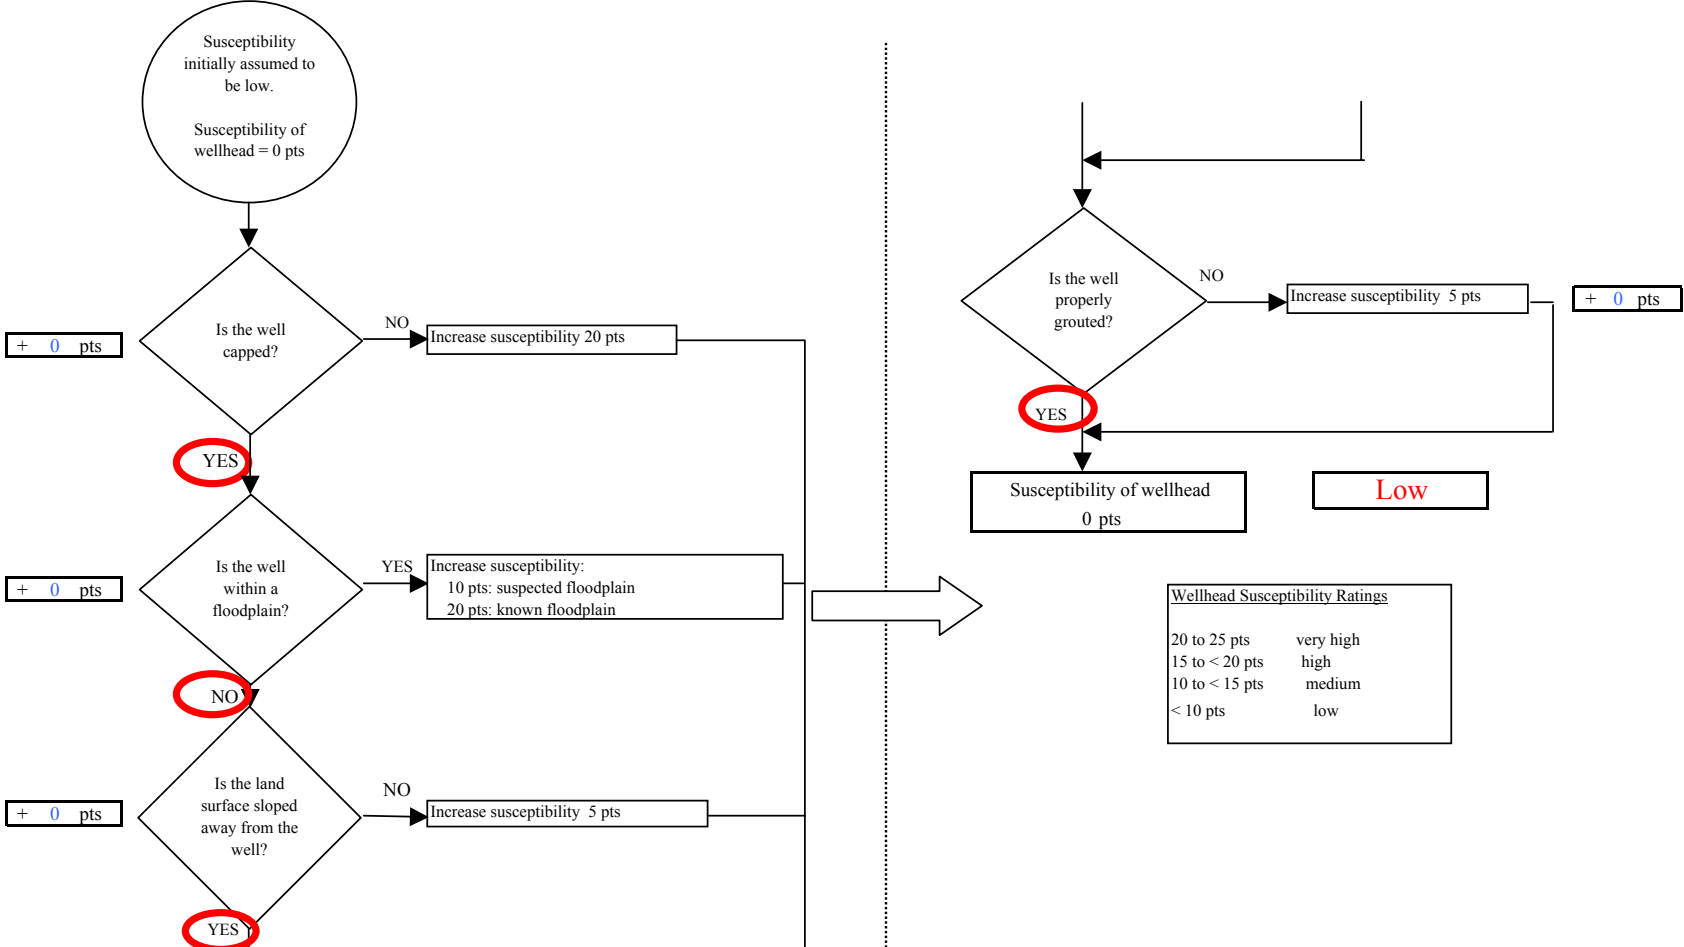 Susceptibility
initially assumed to
be low.
Susceptibility of
wellhead = 0 pts
Is the well
capped?
NO
Increase susceptibility 20 pts
+ 0 pts
YES
Is the well
within a
floodplain?
YES
Increase susceptibility:
10 pts: suspected floodplain
20 pts: known floodplain
+ 0 pts
NO
Is the land
surface sloped
away from the
well?
NO
Increase susceptibility 5 pts
+ 0 pts
YES
Is the well
properly
grouted?
NO
Increase susceptibility 5 pts
+ 0 pts
YES
Susceptibility of wellhead
0 pts
Low
Wellhead Susceptibility Ratings
20 to 25 pts very high
15 to < 20 pts high
10 to < 15 pts medium
< 10 pts low